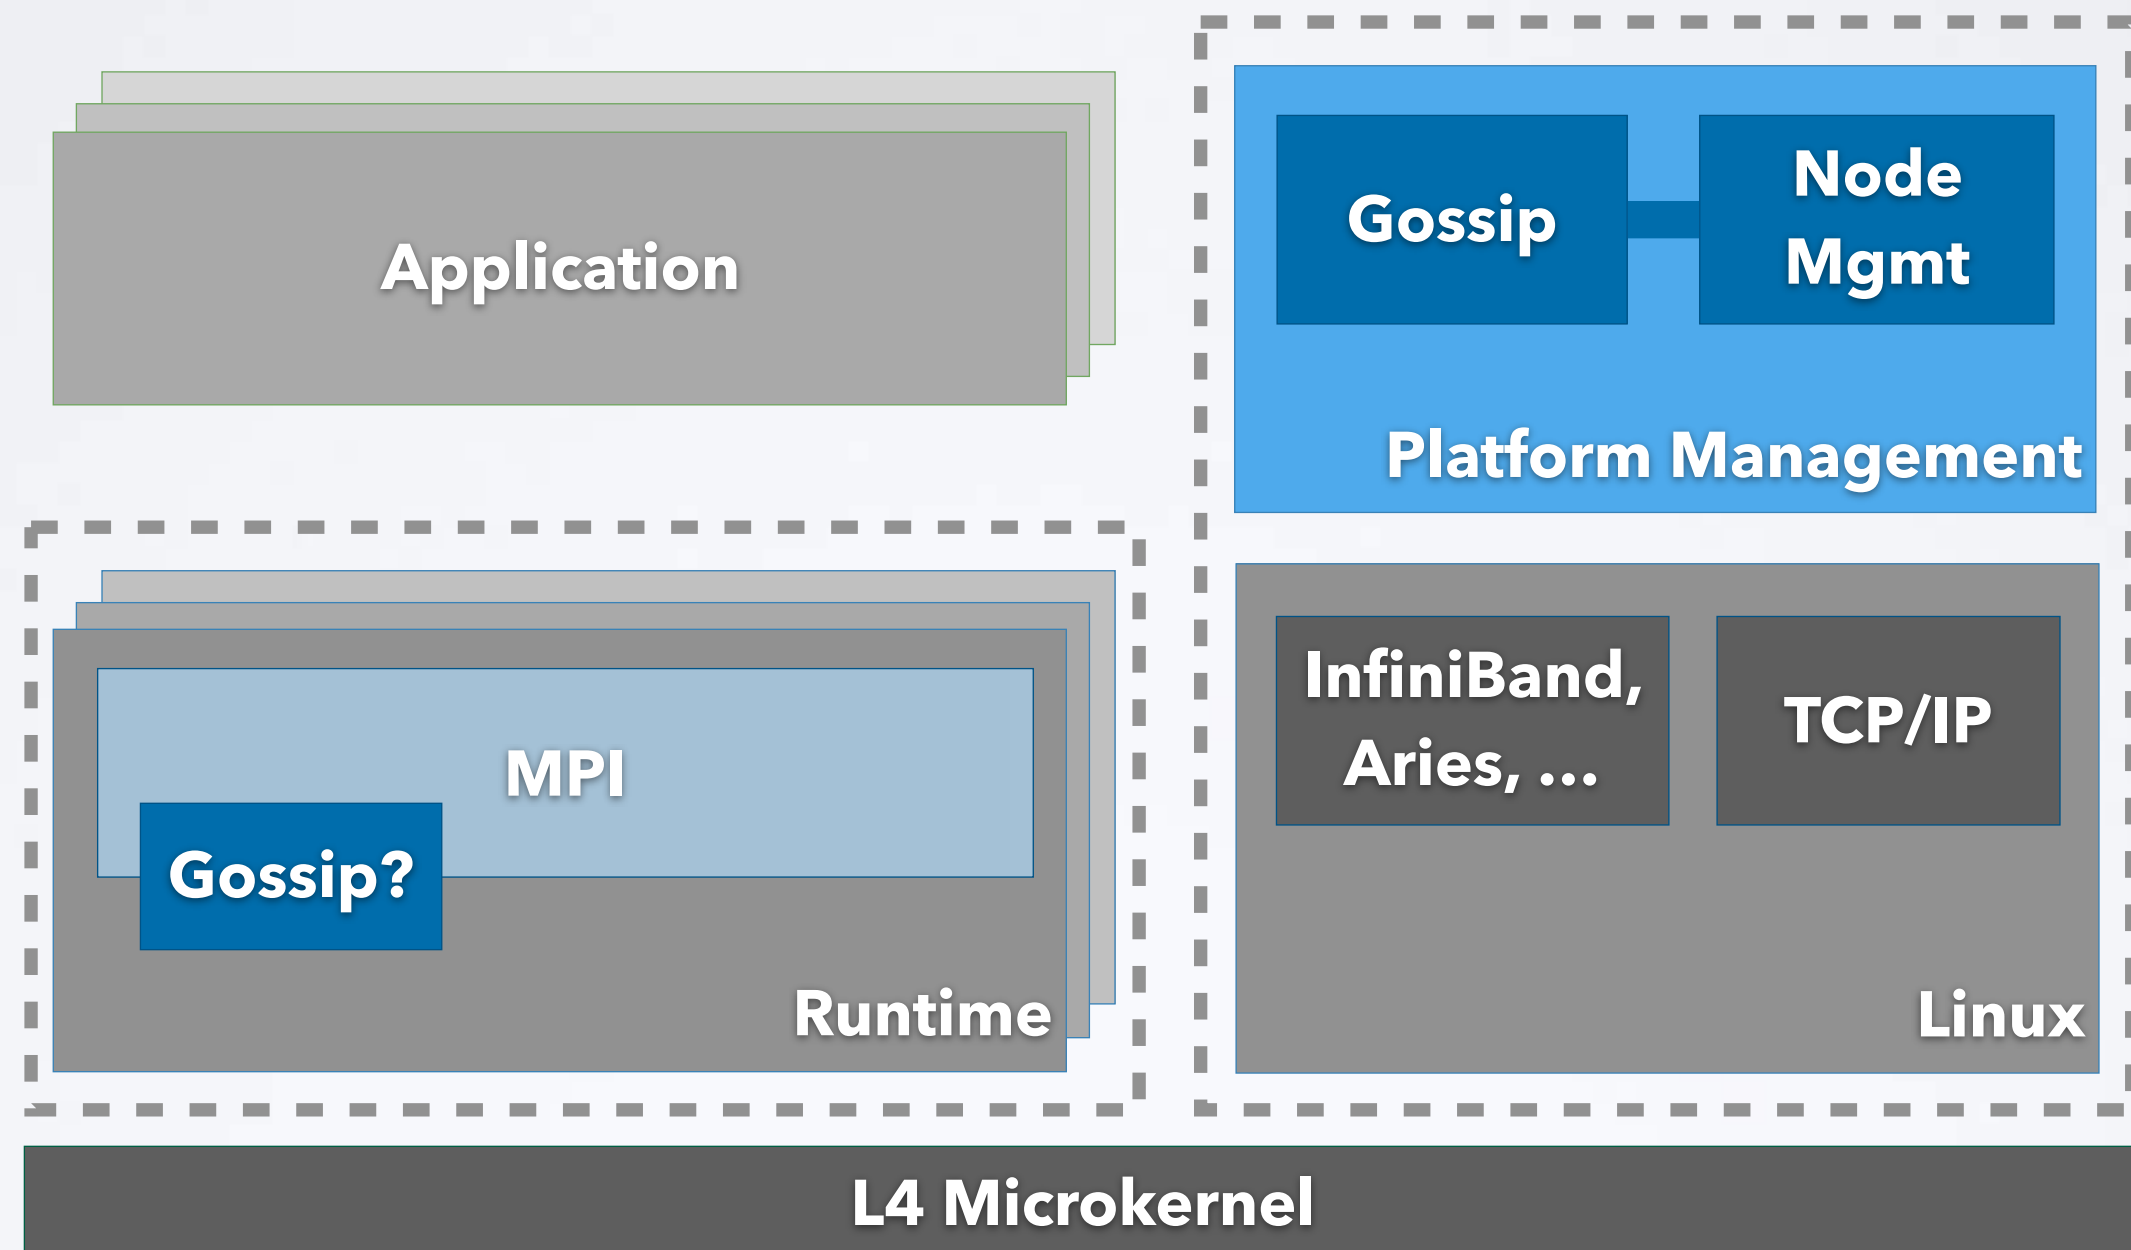 Application
Gossip
Node
Mgmt
Platform Management
MPI
Gossip?
Runtime
InfiniBand,
Aries, ...
TCP/IP
Linux
L4 Microkernel